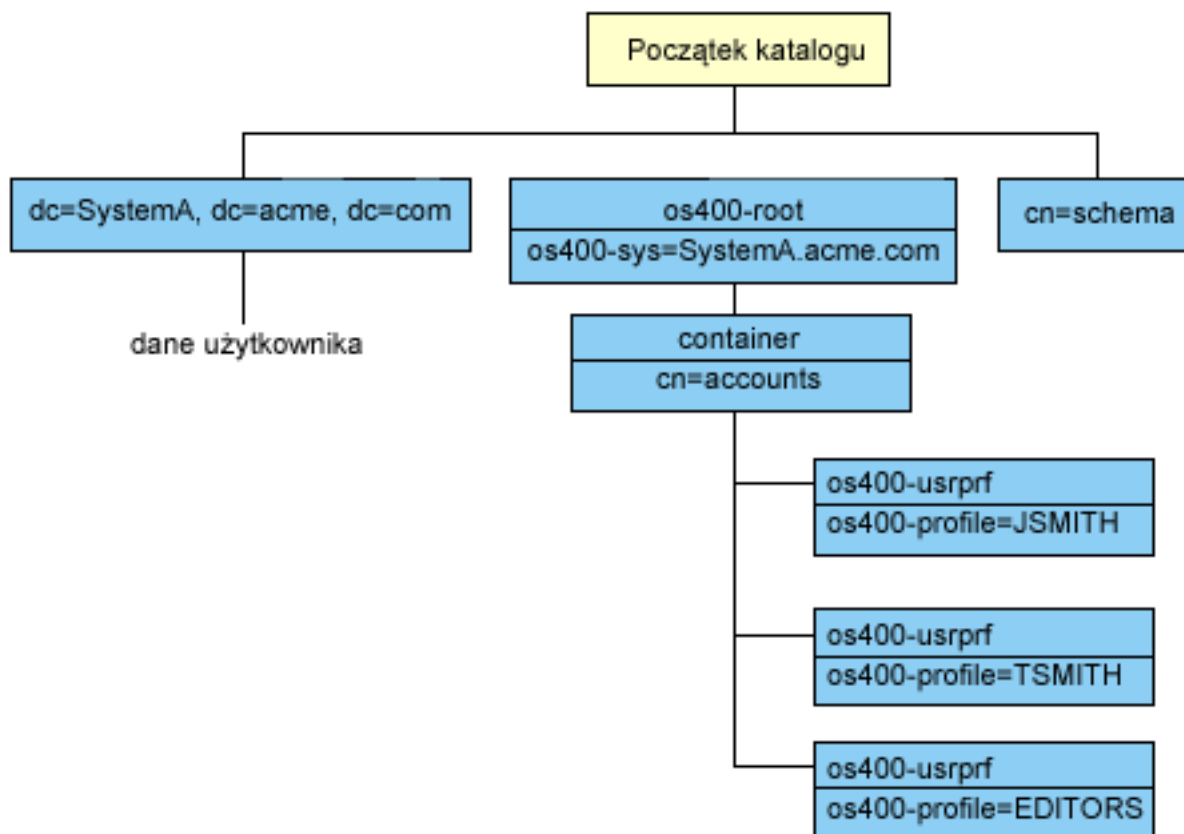 Początek katalogu
dc=SystemA, dc=acme, dc=com
os400-root
os400-sys=SystemA.acme.com
cn=schema
dane użytkownika
container
cn=accounts
os400-usrprf
os400-profile=JSMITH
os400-usrprf
os400-profile=TSMITH
os400-usrprf
os400-profile=EDITORS